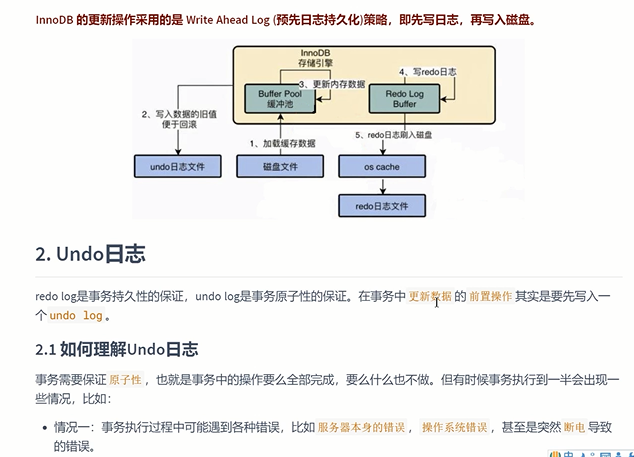 InnoDB 的更新操作采用的是 Write Ahead Log (预先日志持久化)策略，即先写日志，再写入磁盘。
InnoDB
存储引擎
4、写redo日志
3、更新内存数据
Buffer Pool
缓冲池
Redo Log
Buffer
2、写入数据的旧值
便于回滚
1、加载缓存数据
5、redo日志刷入磁盘
undo日志文件
磁盘文件
os cache
redo日志文件
2. Undo日志
redo log是事务持久性的保证，undo log是事务原子性的保证。在事务中 更新数据 的 前置操作 其实是要先写入一
个 undo log 。
2.1 如何理解Undo日志
事务需要保证 原子性 ，也就是事务中的操作要么全部完成，要么什么也不做。但有时候事务执行到一半会出现一
些情况，比如：
• 情况一：事务执行过程中可能遇到各种错误，比如 服务器本身的错误 ， 操作系统错误 ，甚至是突然 断电 导致
的错误。